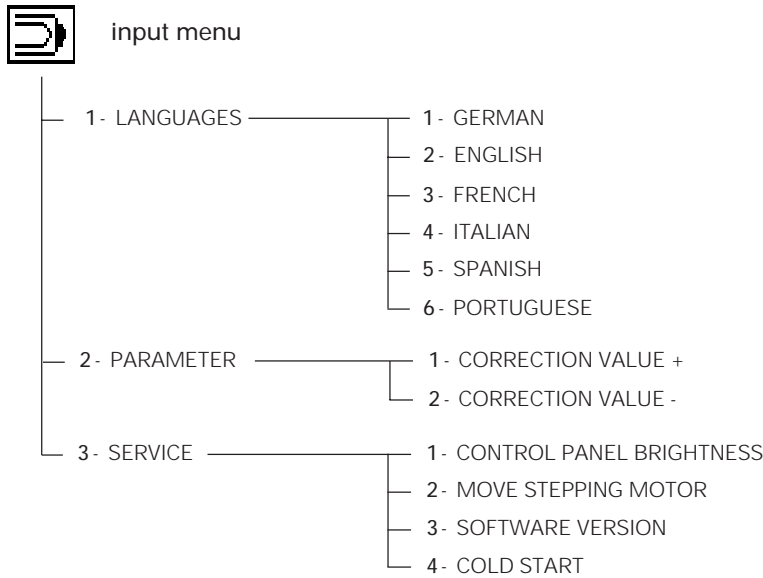 input menu
1 - LANGUAGES
1 - GERMAN
2 - ENGLISH
3 - FRENCH
4 - ITALIAN
5 - SPANISH
6 - PORTUGUESE
2 - PARAMETER
1 - CORRECTION VALUE +
2 - CORRECTION VALUE -
3 - SERVICE
1 - CONTROL PANEL BRIGHTNESS
2 - MOVE STEPPING MOTOR
3 - SOFTWARE VERSION
4 - COLD START